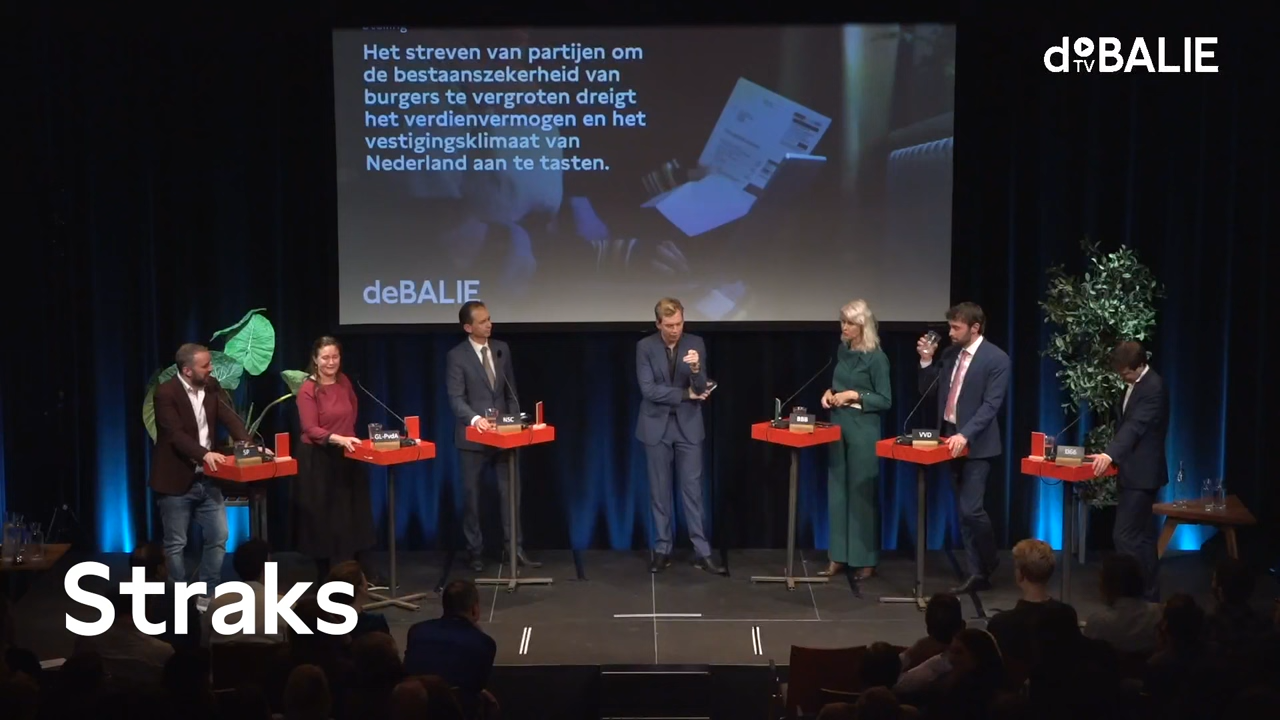 doBALIE
TV
Het streven van partijen om
de bestaanszekerheid van
burgers te vergroten dreigt
het verdienvermogen en het
vestigingsklimaat van
Nederland aan te tasten.
deBALIE
SP
GL-PvdA
NSC
BBB
VVD
D66
Straks